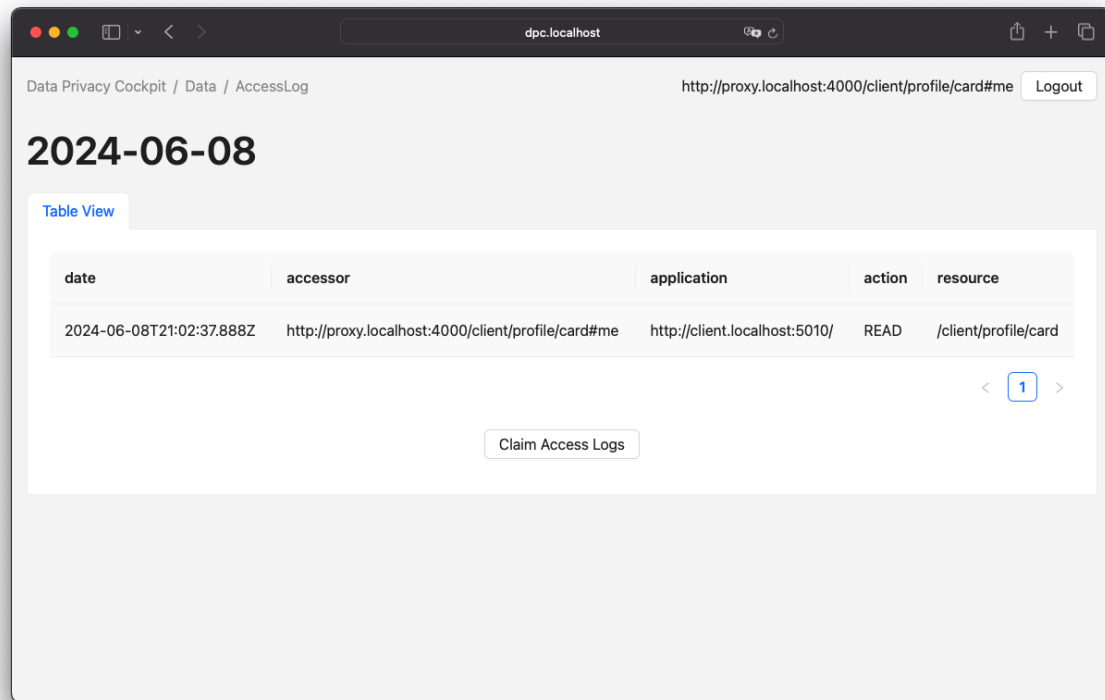 dpc.localhost
Data Privacy Cockpit / Data / AccessLog
http://proxy.localhost:4000/client/profile/card#me Logout
2024-06-08
Table View
date accessor application action resource
2024-06-08T21:02:37.888Z http://proxy.localhost:4000/client/profile/card#me http://client.localhost:5010/ READ /client/profile/card
< 1 >
Claim Access Logs